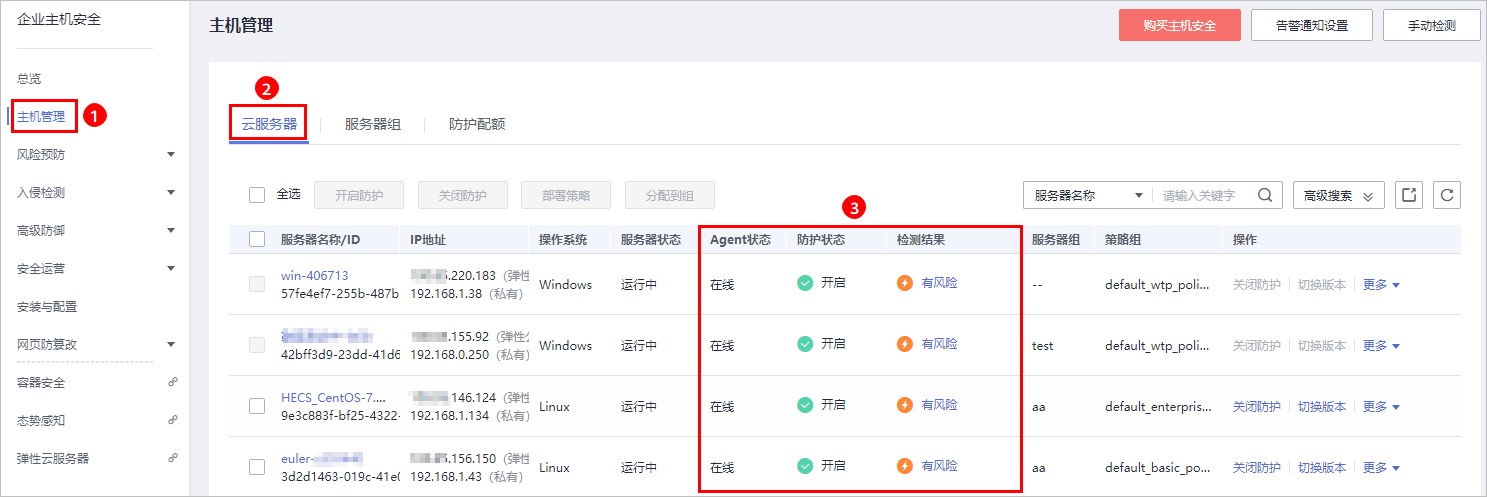 企业主机安全
总览
主机管理
1
风险预防
入侵检测
高级防御
安全运营
安装与配置
网页防篡改
容器安全
态势感知
弹性云服务器
主机管理
购买主机安全 告警通知设置 手动检测
2
云服务器 服务器组 防护配额
全选 开启防护 关闭防护 部署策略 分配到组
服务器名称 请输入关键字 高级搜索
3
服务器名称/ID IP地址 操作系统 服务器状态 Agent状态 防护状态 检测结果 服务器组 策略组 操作
win-406713 .220.183 (弹性
57fe4ef7-255b-487b 192.168.1.38 (私有) Windows 运行中 在线 开启 有风险 -- default_wtp_poli... 关闭防护 切换版本 更多
.155.92 (弹性公
42bff3d9-23dd-41d6 192.168.0.250 (私有) Windows 运行中 在线 开启 有风险 test default_wtp_poli... 关闭防护 切换版本 更多
HECS_CentOS-7.... .146.124 (弹性
9e3c883f-bf25-4322- 192.168.1.134 (私有) Linux 运行中 在线 开启 有风险 aa default_enterpris... 关闭防护 切换版本 更多
euler- .156.150 (弹性
3d2d1463-019c-41e0 192.168.1.43 (私有) Linux 运行中 在线 开启 有风险 aa default_basic_po... 关闭防护 切换版本 更多